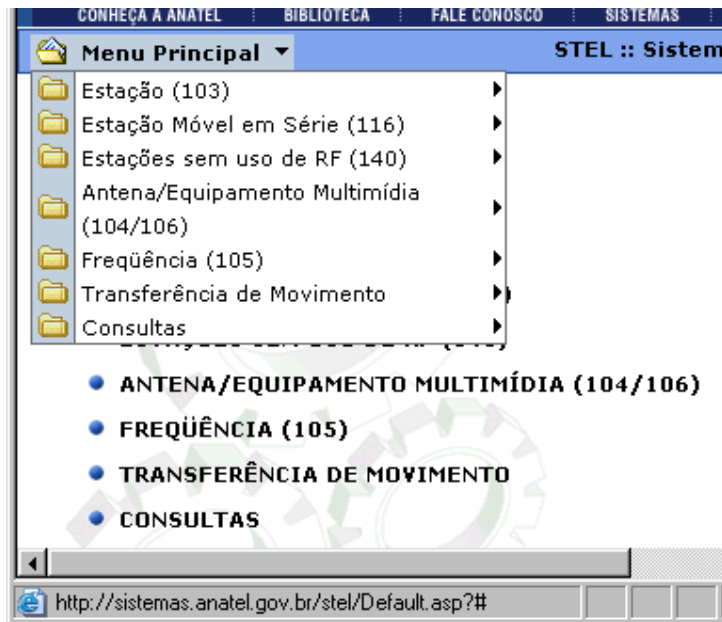 CONHEÇA A ANATEL BIBLIOTECA FALE CONOSCO SISTEMAS
Menu Principal STEL :: Sistem
Estação (103)
Estação Móvel em Série (116)
Estações sem uso de RF (140)
Antena/Equipamento Multimídia
(104/106)
Freqüência (105)
Transferência de Movimento
Consultas
ANTENA/EQUIPAMENTO MULTIMÍDIA (104/106)
FREQÜÊNCIA (105)
TRANSFERÊNCIA DE MOVIMENTO
CONSULTAS
http://sistemas.anatel.gov.br/stel/Default.asp?#